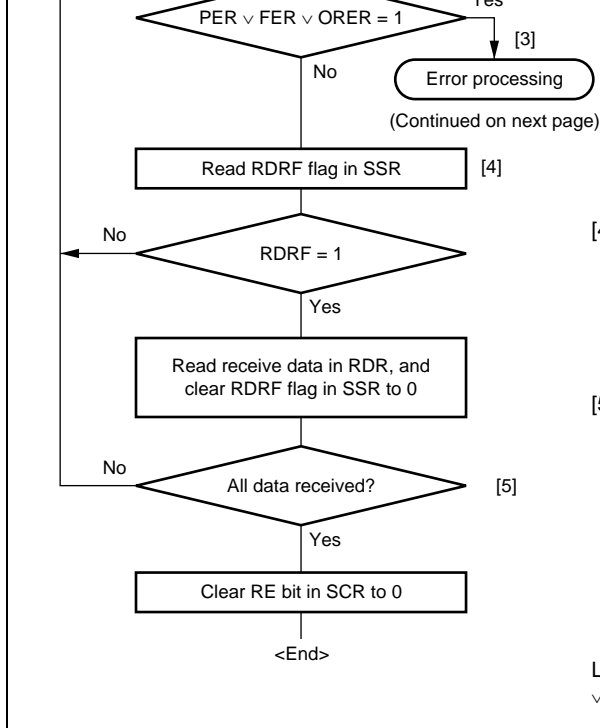 Yes
PER ∨ FER ∨ ORER = 1
[3]
No
Error processing
(Continued on next page)
Read RDRF flag in SSR
[4]
No
RDRF = 1
Yes
Read receive data in RDR, and
clear RDRF flag in SSR to 0
No
All data received?
[5]
Yes
Clear RE bit in SCR to 0
<End>